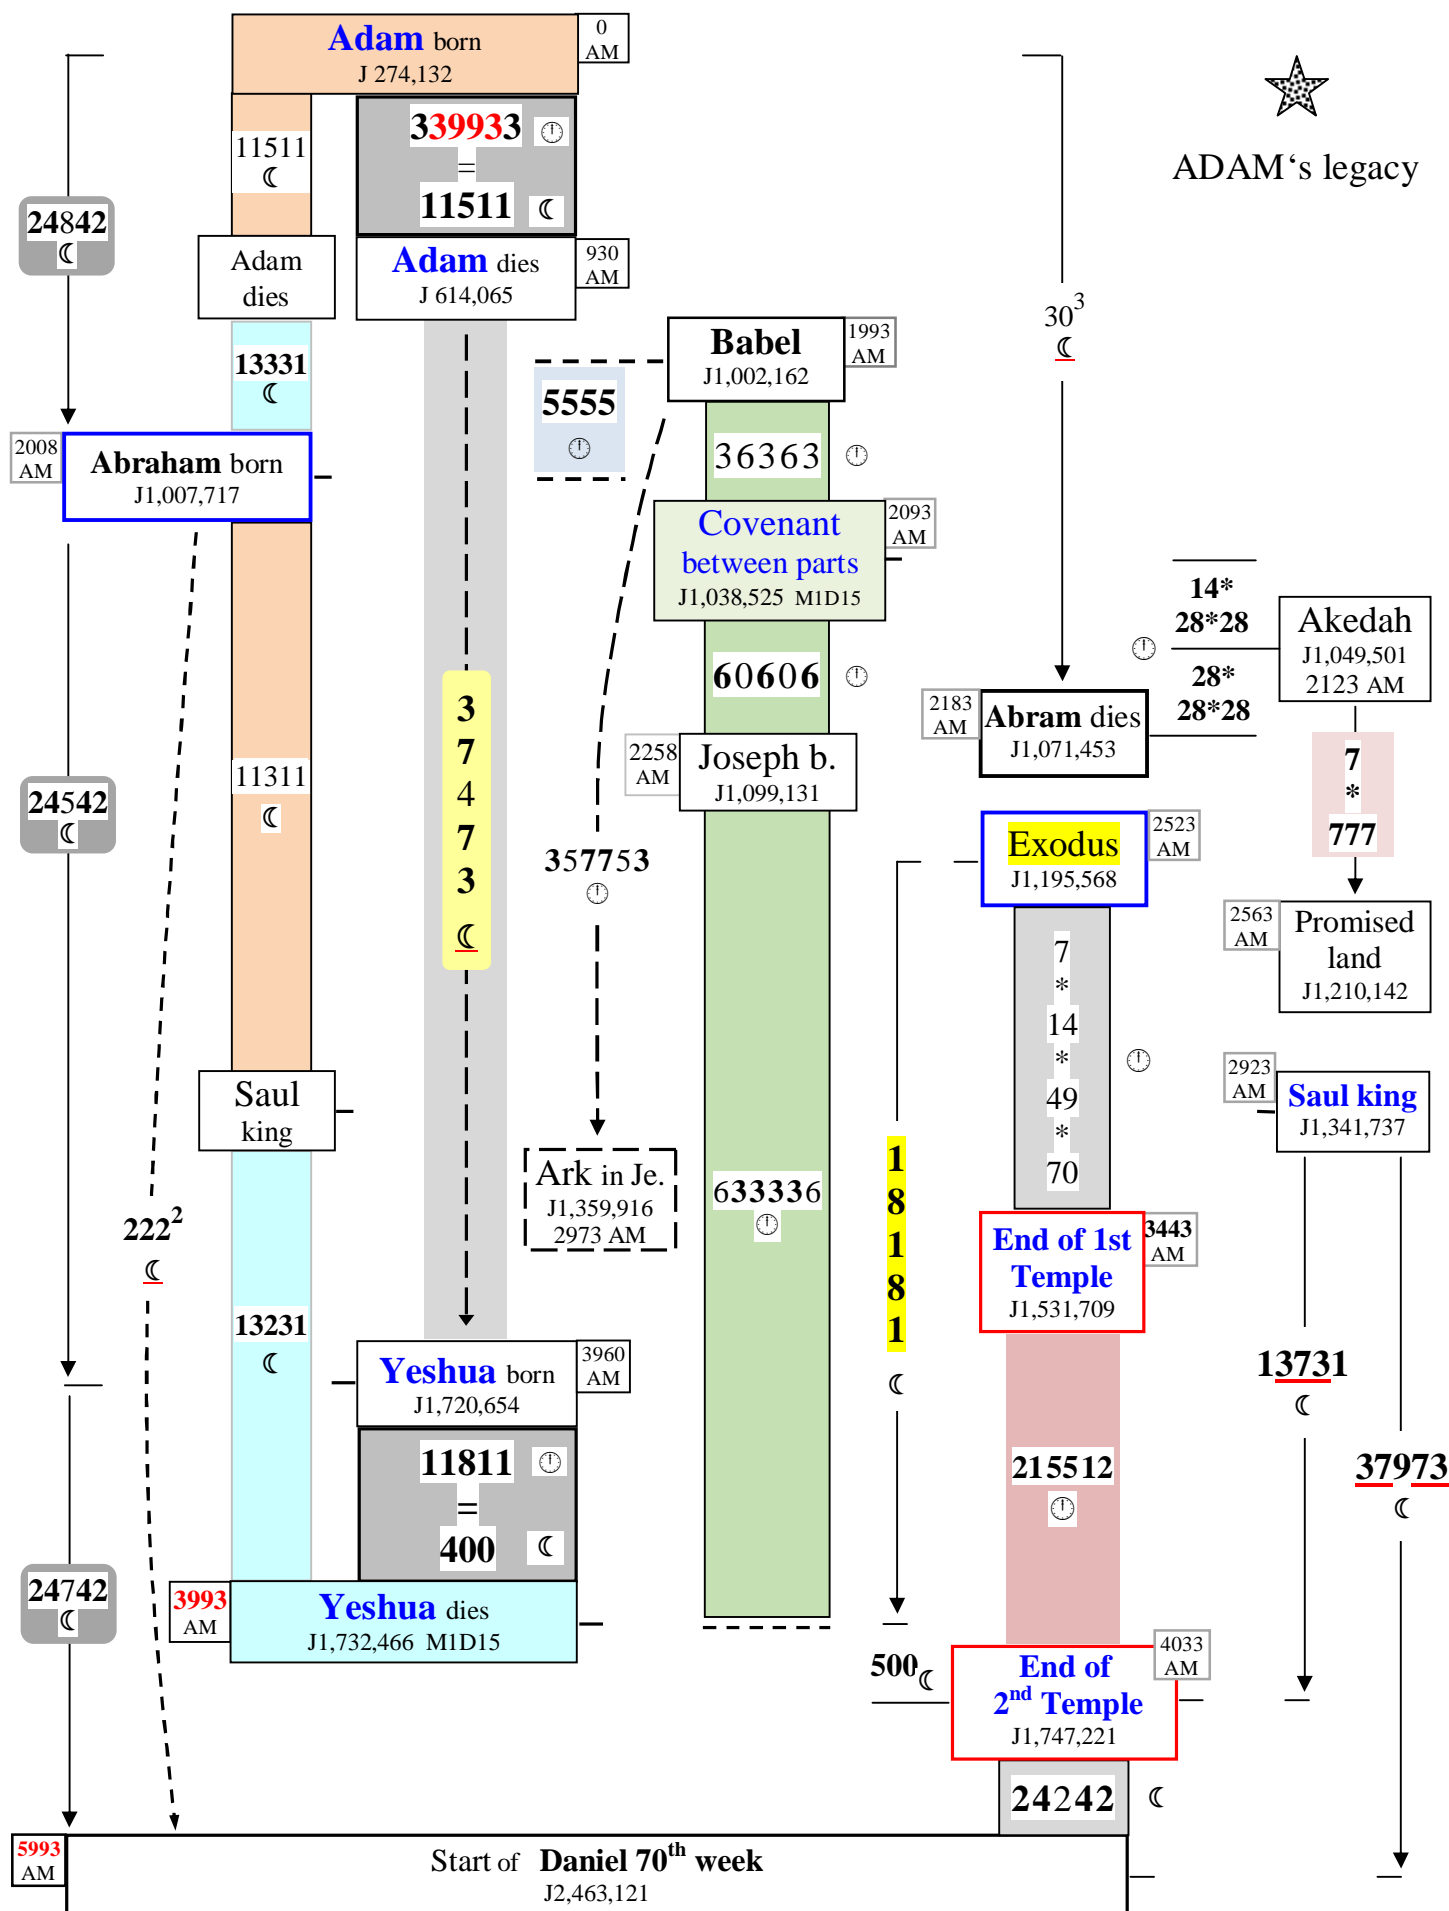 Adam born
J 274,132
0
AM
ADAM‘s legacy
339933
=
11511
11511
24842
Adam
dies
Adam dies
J 614,065
930
AM
30³
13331
5555
Babel
J1,002,162
1993
AM
2008
AM
Abraham born
J1,007,717
36363
Covenant
between parts
J1,038,525 M1D15
2093
AM
14*
28*28
28*
28*28
Akedah
J1,049,501
2123 AM
60606
2183
AM
Abram dies
J1,071,453
3
7
4
7
3
2258
AM
Joseph b.
J1,099,131
7
*
777
11311
24542
357753
Exodus
J1,195,568
2523
AM
2563
AM
Promised
land
J1,210,142
7
*
14
*
49
*
70
Saul
king
2923
AM
Saul king
J1,341,737
Ark in Je.
J1,359,916
2973 AM
633336
1
8
1
8
1
222²
End of 1st
Temple
J1,531,709
3443
AM
13231
Yeshua born
J1,720,654
3960
AM
13731
11811
=
400
215512
37973
24742
3993
AM
Yeshua dies
J1,732,466 M1D15
500
End of
2nd Temple
J1,747,221
4033
AM
24242
5993
AM
Start of Daniel 70th week
J2,463,121